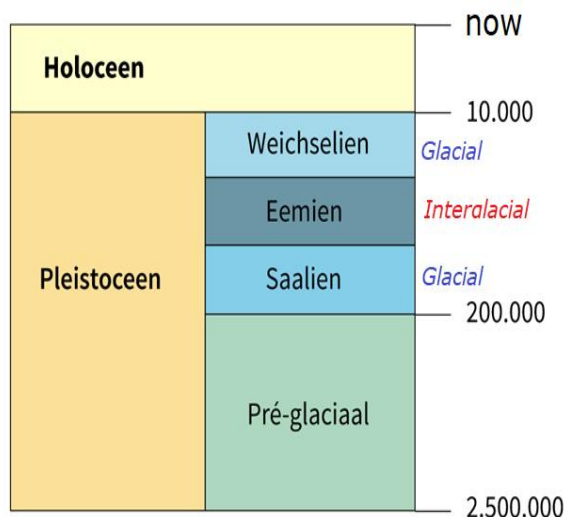 now
Holoceen
10.000
Weichselien
Glacial
Eemien
Interglacial
Pleistoceen
Saalien
Glacial
200.000
Pré-glaciaal
2.500.000